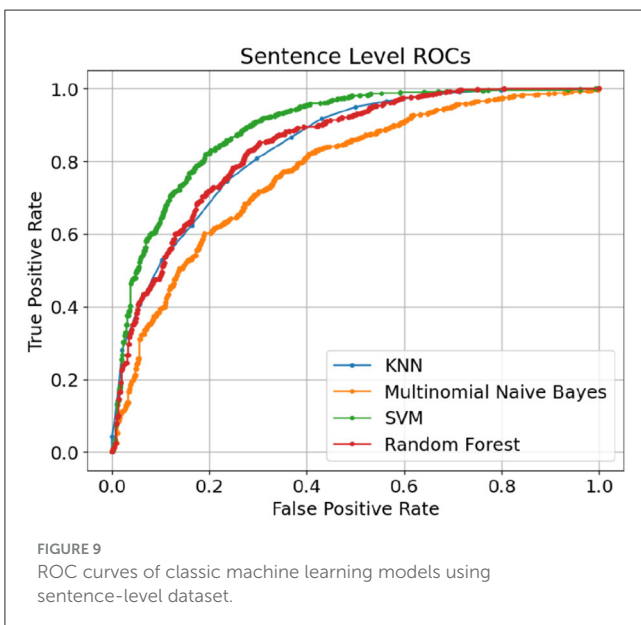 Sentence Level ROCs
1.0
0.8
0.6
0.4
0.2
0.0
True Positive Rate
KNN
Multinomial Naive Bayes
SVM
Random Forest
0.0 0.2 0.4 0.6 0.8 1.0
False Positive Rate
FIGURE 9
ROC curves of classic machine learning models using
sentence-level dataset.